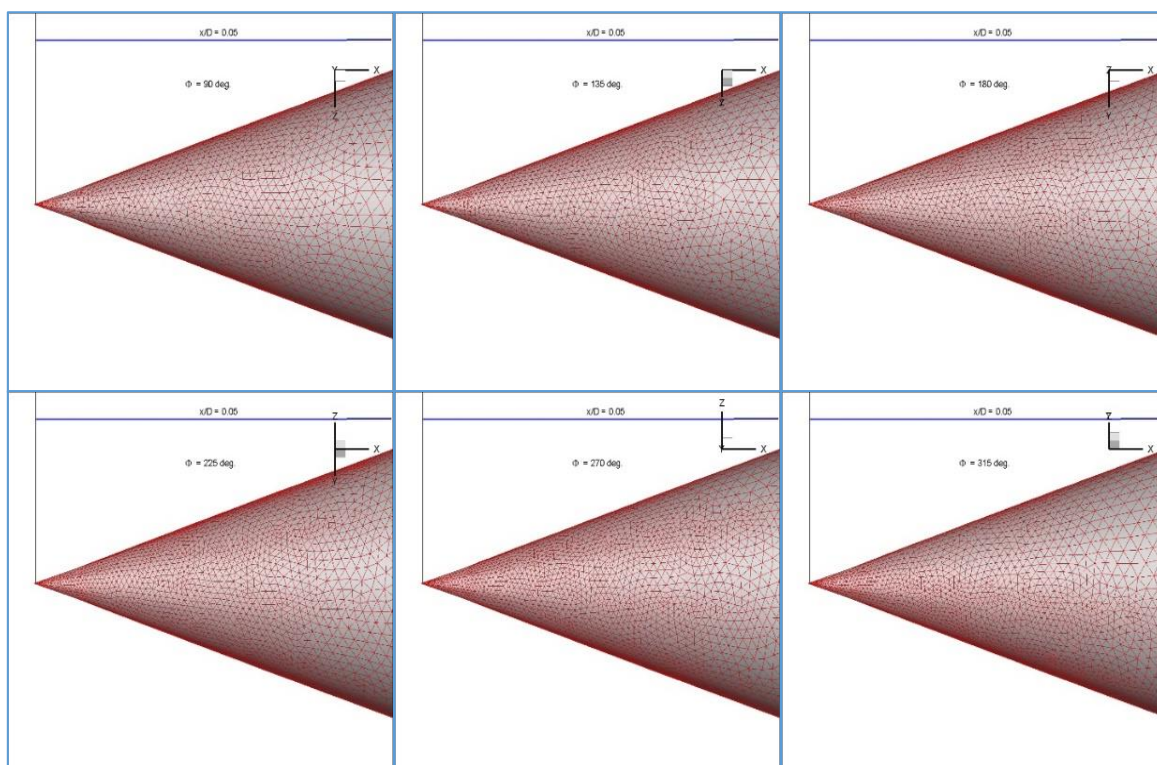 x/D = 0.05
Φ = 90 deg.
Y X
Z
x/D = 0.05
Φ = 135 deg.
X
Z
x/D = 0.05
Φ = 180 deg.
Z X
Y
x/D = 0.05
Φ = 225 deg.
Z
X
Y
x/D = 0.05
Φ = 270 deg.
Z
Y X
x/D = 0.05
Φ = 315 deg.
X